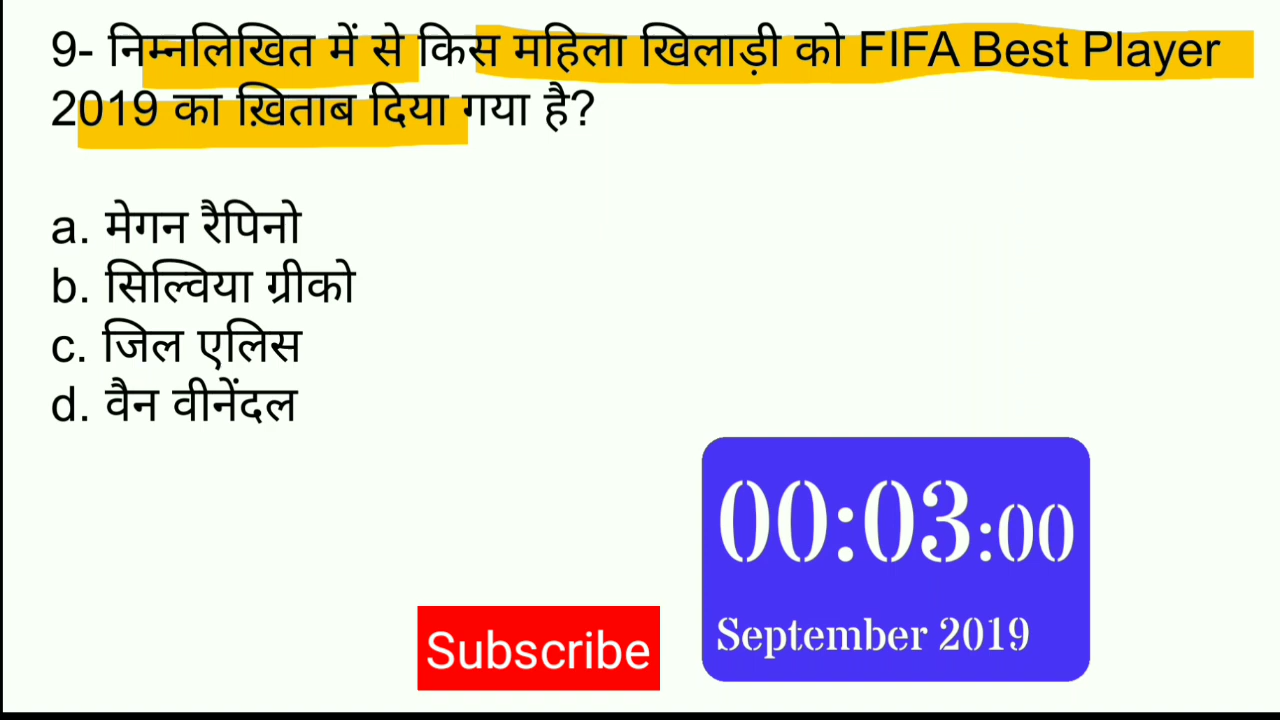 9- निम्नलिखित में से किस महिला खिलाड़ी को FIFA Best Player
2019 का ख़िताब दिया गया है?
a. मेगन रैपिनो
b. सिल्विया ग्रीको
c. जिल एलिस
d. वैन वीनेंदल
00:03:00
September 2019
Subscribe